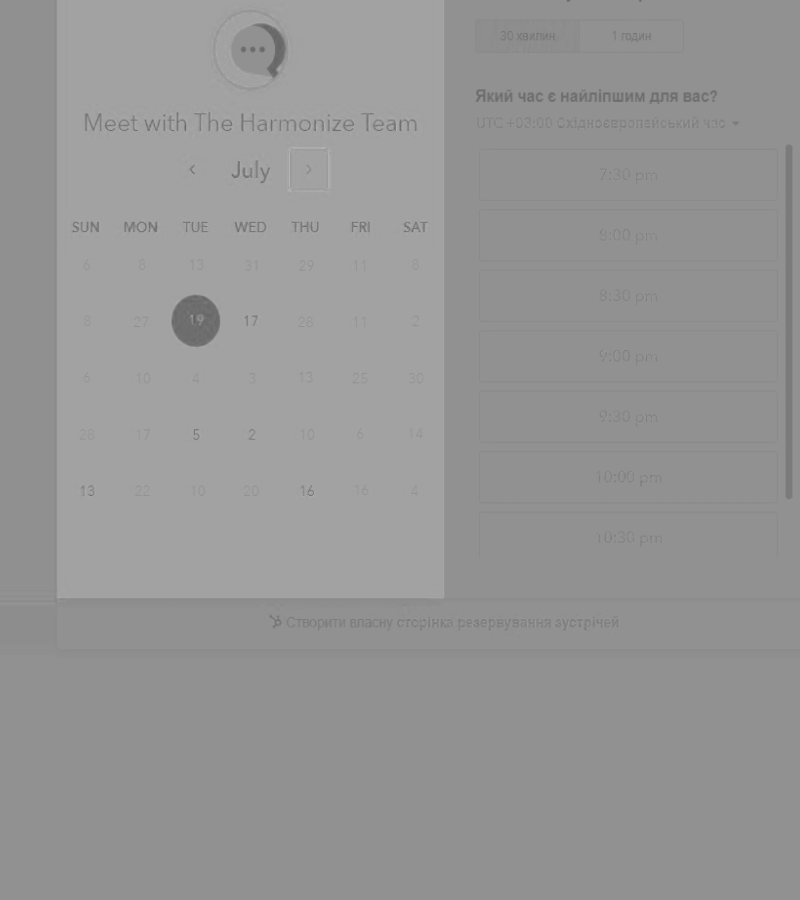 Meet with The Harmonize Team
July
SUN MON TUE WED THU FRI SAT
6 8 13 31 29 11 8
8 27 19 17 28 11 2
6 10 4 3 13 25 30
28 17 5 2 10 6 14
13 22 10 20 16 16 4
30 хвилин 1 годин
Який час є найліпшим для вас?
UTC +03:00 Східноєвропейський час
7:30 pm
8:00 pm
8:30 pm
9:00 pm
9:30 pm
10:00 pm
10:30 pm
Створити власну сторінка резервування зустрічей